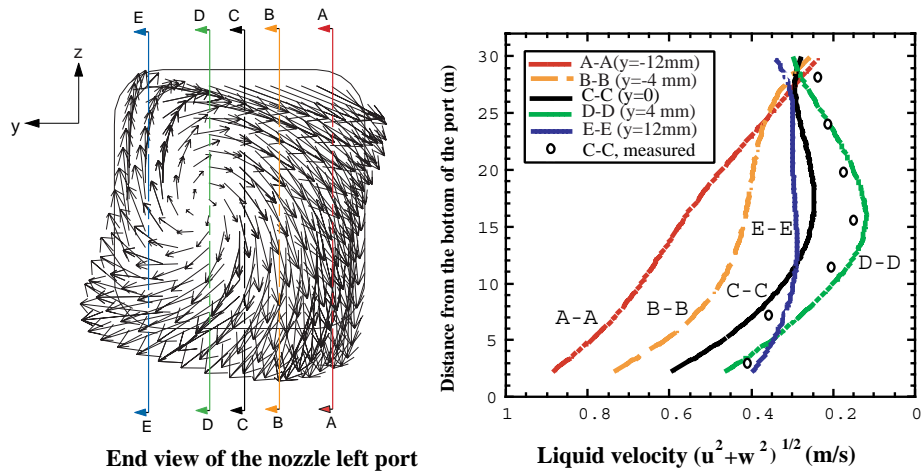 E D C B A
z
y
E D C B A
End view of the nozzle left port
Distance from the bottom of the port (m)
30
25
20
15
10
5
0
A-A(y=-12mm)
B-B (y=-4 mm)
C-C (y=0)
D-D (y=4 mm)
E-E (y=12mm)
C-C, measured
E-E
D-D
C-C
B-B
A-A
1 0.8 0.6 0.4 0.2 0
Liquid velocity (u²+w²) ¹/² (m/s)